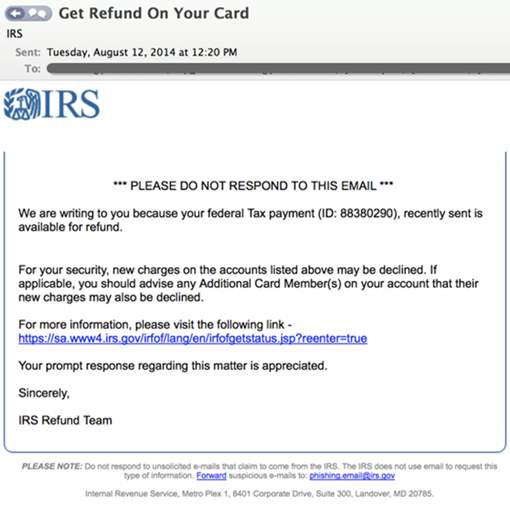 Get Refund On Your Card
IRS
Sent: Tuesday, August 12, 2014 at 12:20 PM
To:
IRS
*** PLEASE DO NOT RESPOND TO THIS EMAIL ***
We are writing to you because your federal Tax payment (ID: 88380290), recently sent is
available for refund.
For your security, new charges on the accounts listed above may be declined. If
applicable, you should advise any Additional Card Member(s) on your account that their
new charges may also be declined.
For more information, please visit the following link -
https://sa.www4.irs.gov/irfof/lang/en/irfofgetstatus.jsp?reenter=true
Your prompt response regarding this matter is appreciated.
Sincerely,
IRS Refund Team
PLEASE NOTE: Do not respond to unsolicited e-mails that claim to come from the IRS. The IRS does not use email to request this
type of information. Forward suspicious e-mails to: phishing.email@irs.gov
Internal Revenue Service, Metro Plex 1, 8401 Corporate Drive, Suite 300, Landover, MD 20785.